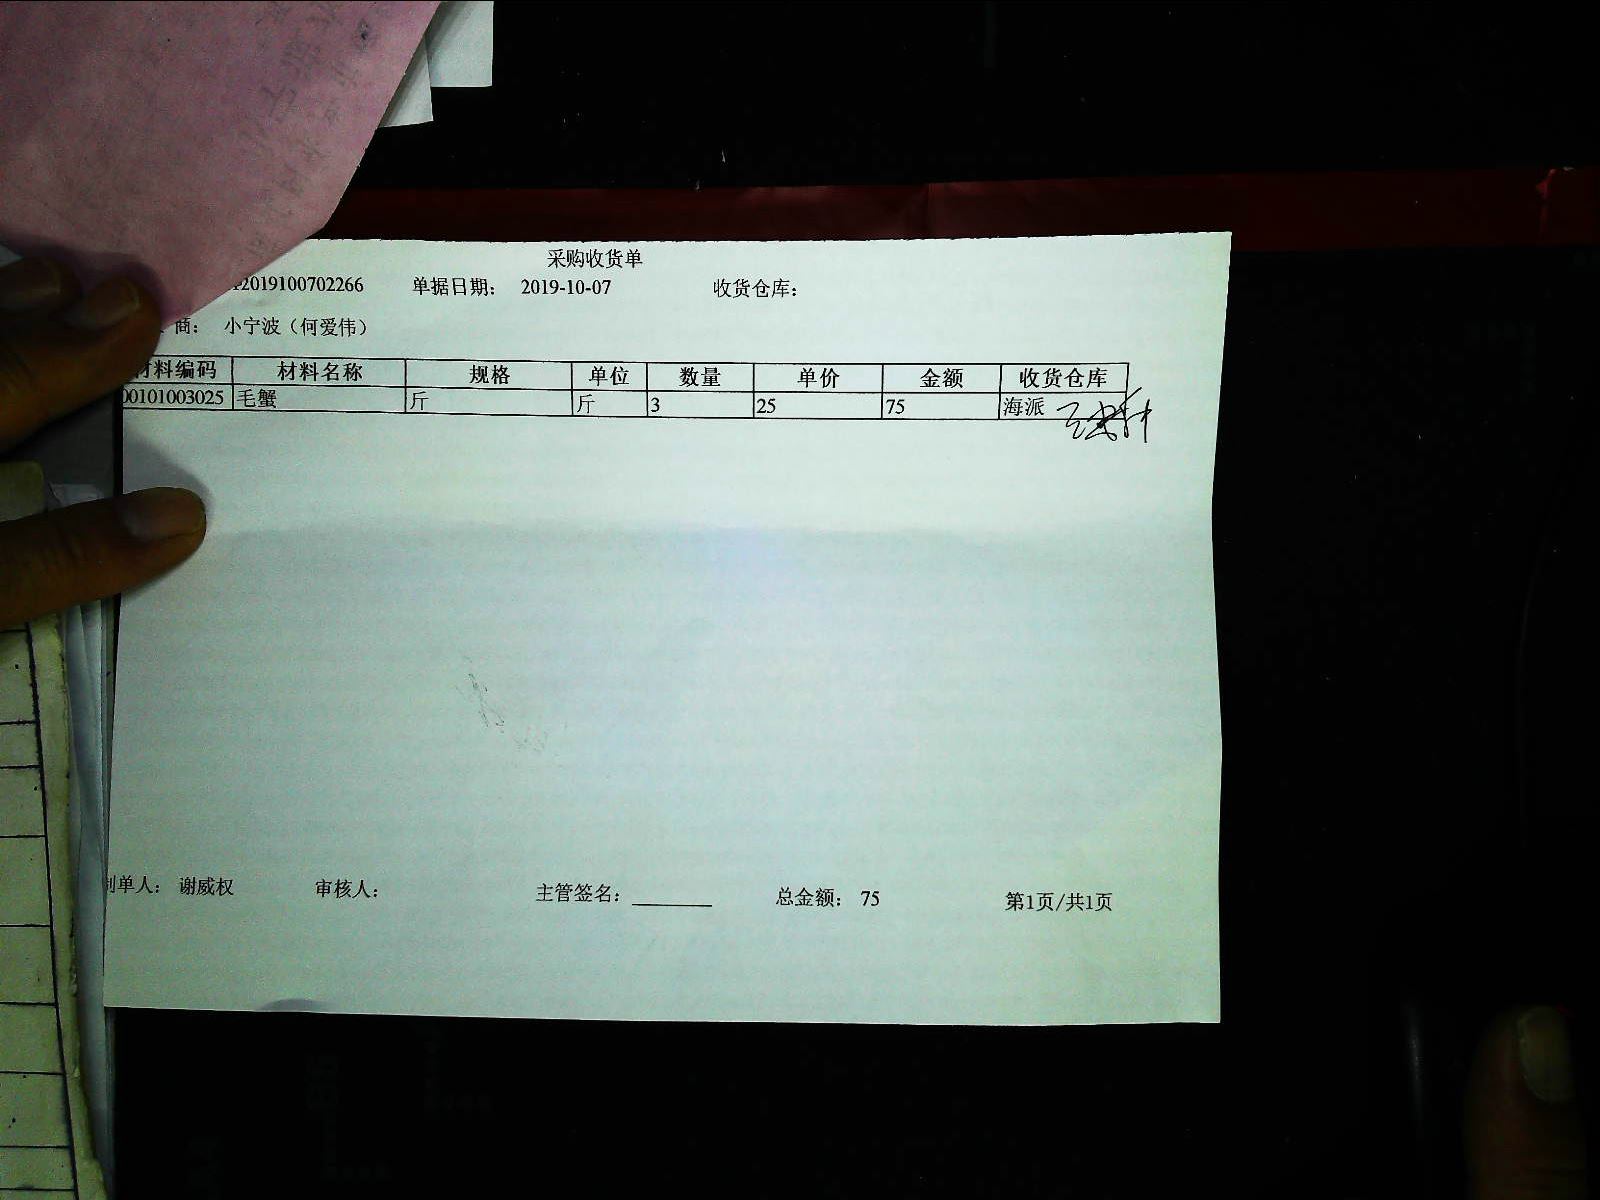 采购收货单
2019100702266 单据日期： 2019-10-07 收货仓库：
商： 小宁波（何爱伟）
材料编码 材料名称 规格 单位 数量 单价 金额 收货仓库
00101003025 毛蟹 斤 斤 3 25 75 海派
制单人： 谢威权 审核人： 主管签名： 总金额： 75 第1页/共1页